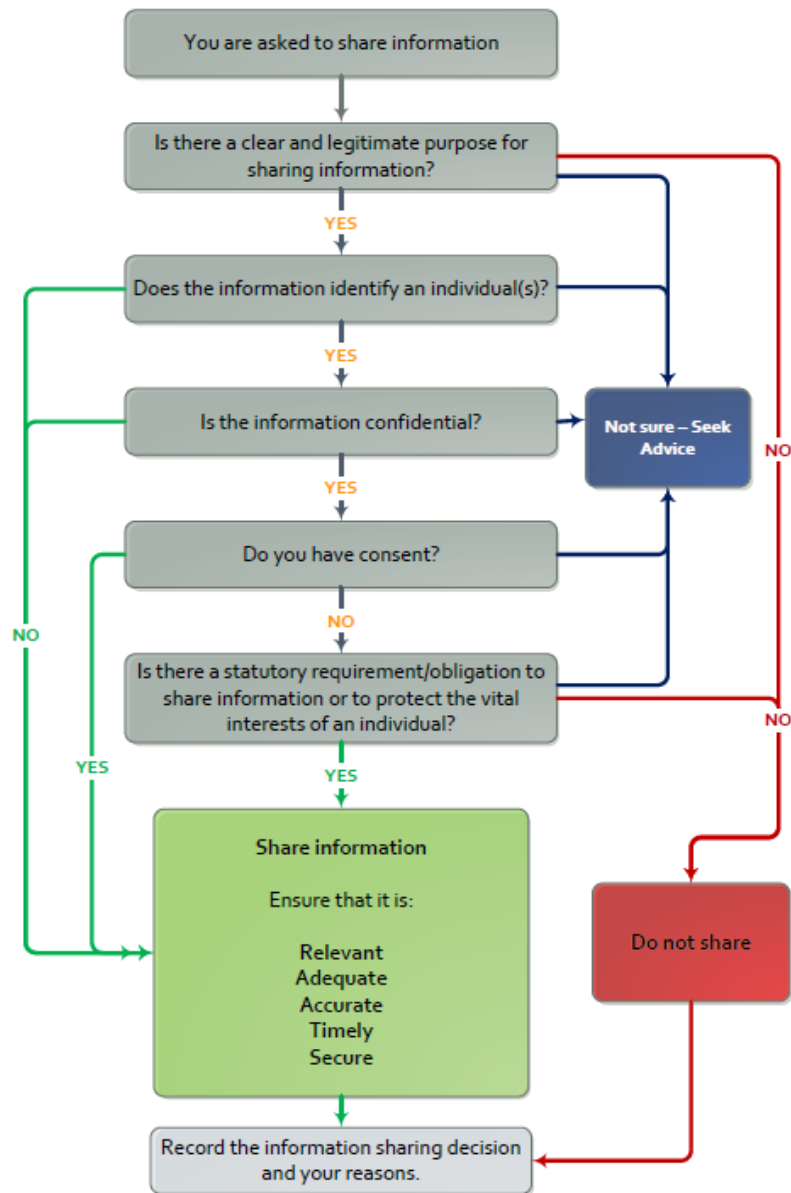 You are asked to share information
Is there a clear and legitimate purpose for
sharing information?
YES
Does the information identify an individual(s)?
YES
Is the information confidential?
Not sure – Seek
Advice
NO
YES
Do you have consent?
NO
NO
Is there a statutory requirement/obligation to
share information or to protect the vital
interests of an individual?
NO
YES
YES
Share information
Ensure that it is:
Relevant
Adequate
Accurate
Timely
Secure
Do not share
Record the information sharing decision
and your reasons.